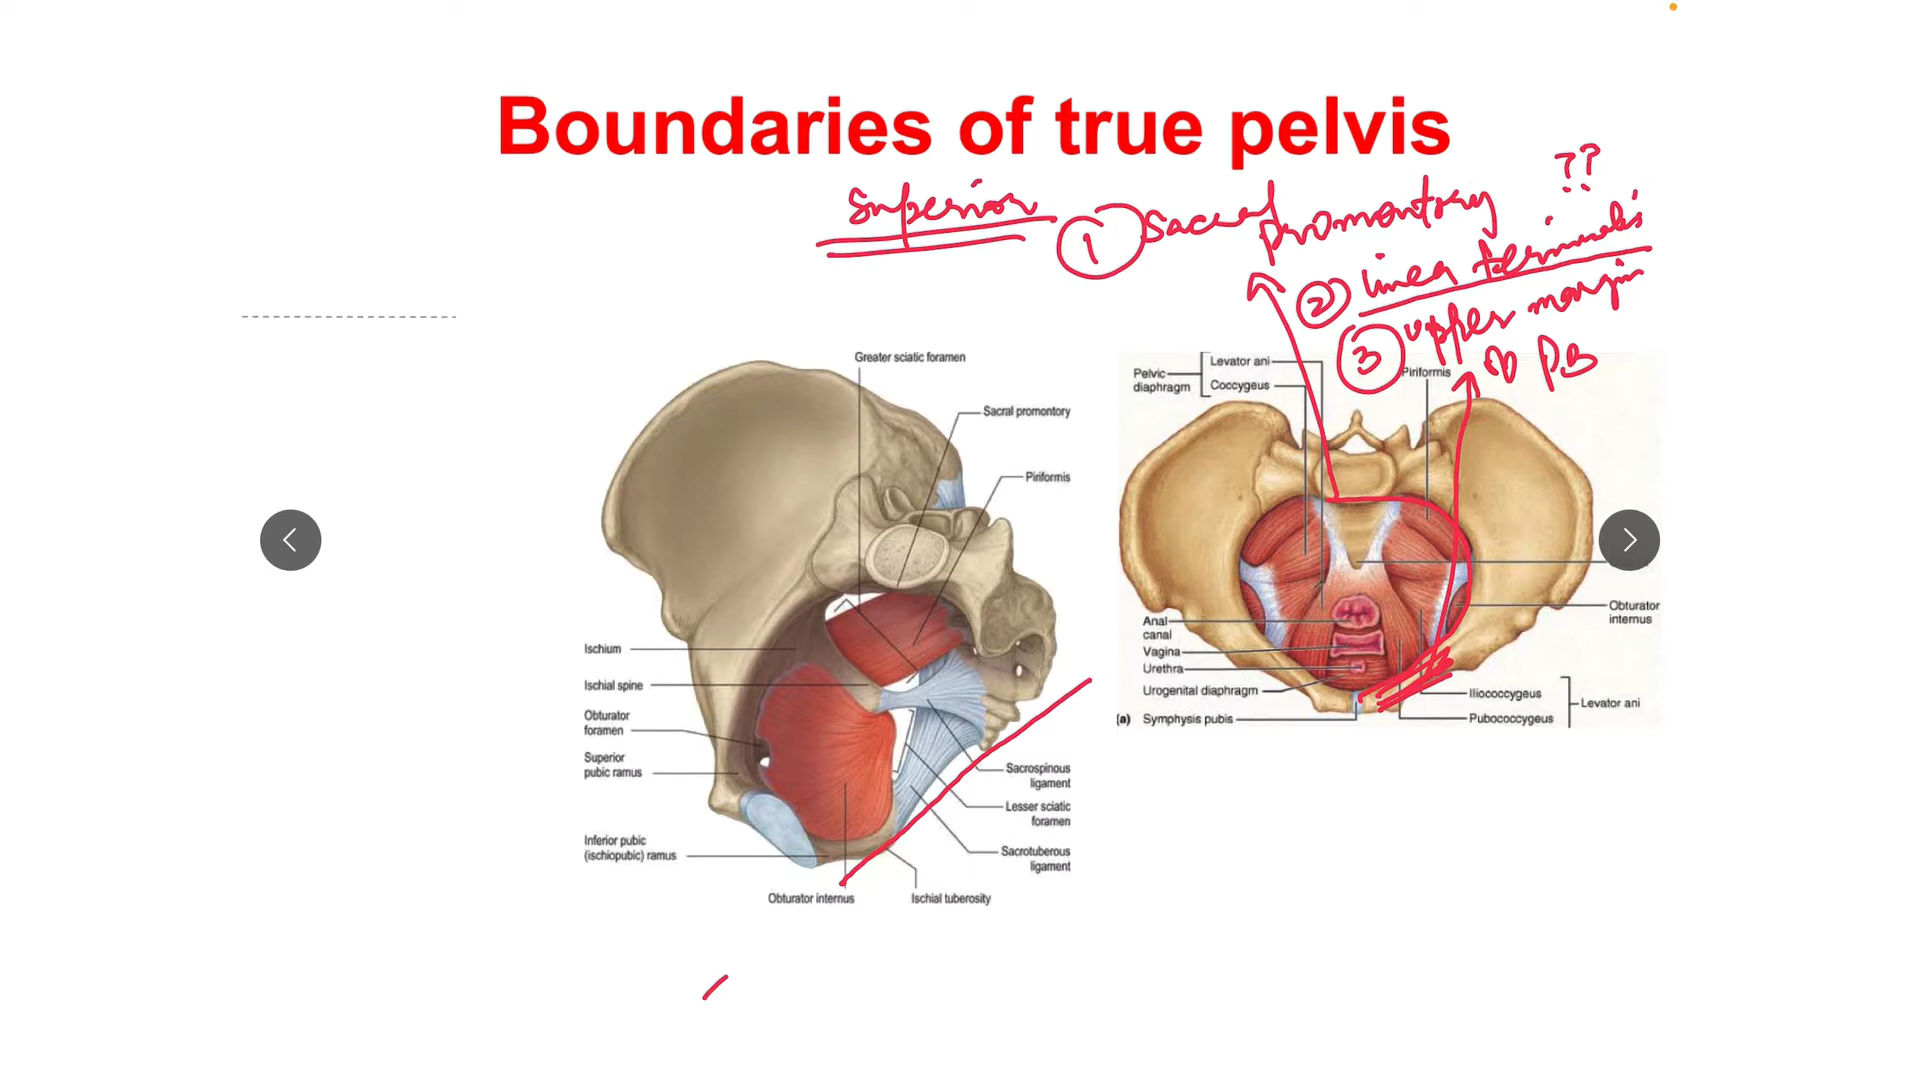 Boundaries of true pelvis
Superior
① Sacral promontory
??
② linea terminalis
③ upper margin
of PB
Greater sciatic foramen
Sacral promontory
Piriformis
Ischium
Ischial spine
Obturator
foramen
Superior
pubic ramus
Inferior pubic
(ischiopubic) ramus
Obturator internus
Ischial tuberosity
Sacrospinous
ligament
Lesser sciatic
foramen
Sacrotuberous
ligament
Pelvic
diaphragm
Levator ani
Coccygeus
Piriformis
Obturator
internus
Anal
canal
Vagina
Urethra
Urogenital diaphragm
(a) Symphysis pubis
Iliococcygeus
Pubococcygeus
Levator ani